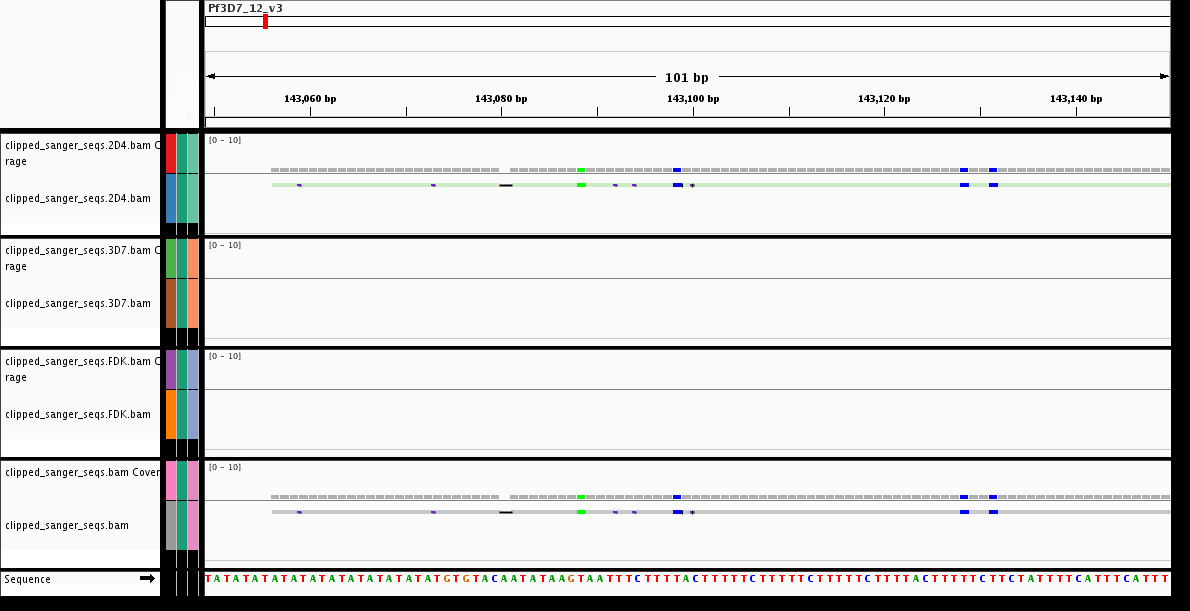 Pf3D7_12_v3
101 bp
143,060 bp 143,080 bp 143,100 bp 143,120 bp 143,140 bp
clipped_sanger_seqs.2D4.bam C
rage
[0 - 10]
clipped_sanger_seqs.2D4.bam
clipped_sanger_seqs.3D7.bam C
rage
[0 - 10]
clipped_sanger_seqs.3D7.bam
clipped_sanger_seqs.FDK.bam C
rage
[0 - 10]
clipped_sanger_seqs.FDK.bam
clipped_sanger_seqs.bam Cover
[0 - 10]
clipped_sanger_seqs.bam
Sequence TATATATATATATATATATATATATGTGTACAATATAAGTAATTTCTTTTACTTTTTCTTTTTCTTTTTCTTTTACTTTTTCTTCTATTTTCATTTCATTT